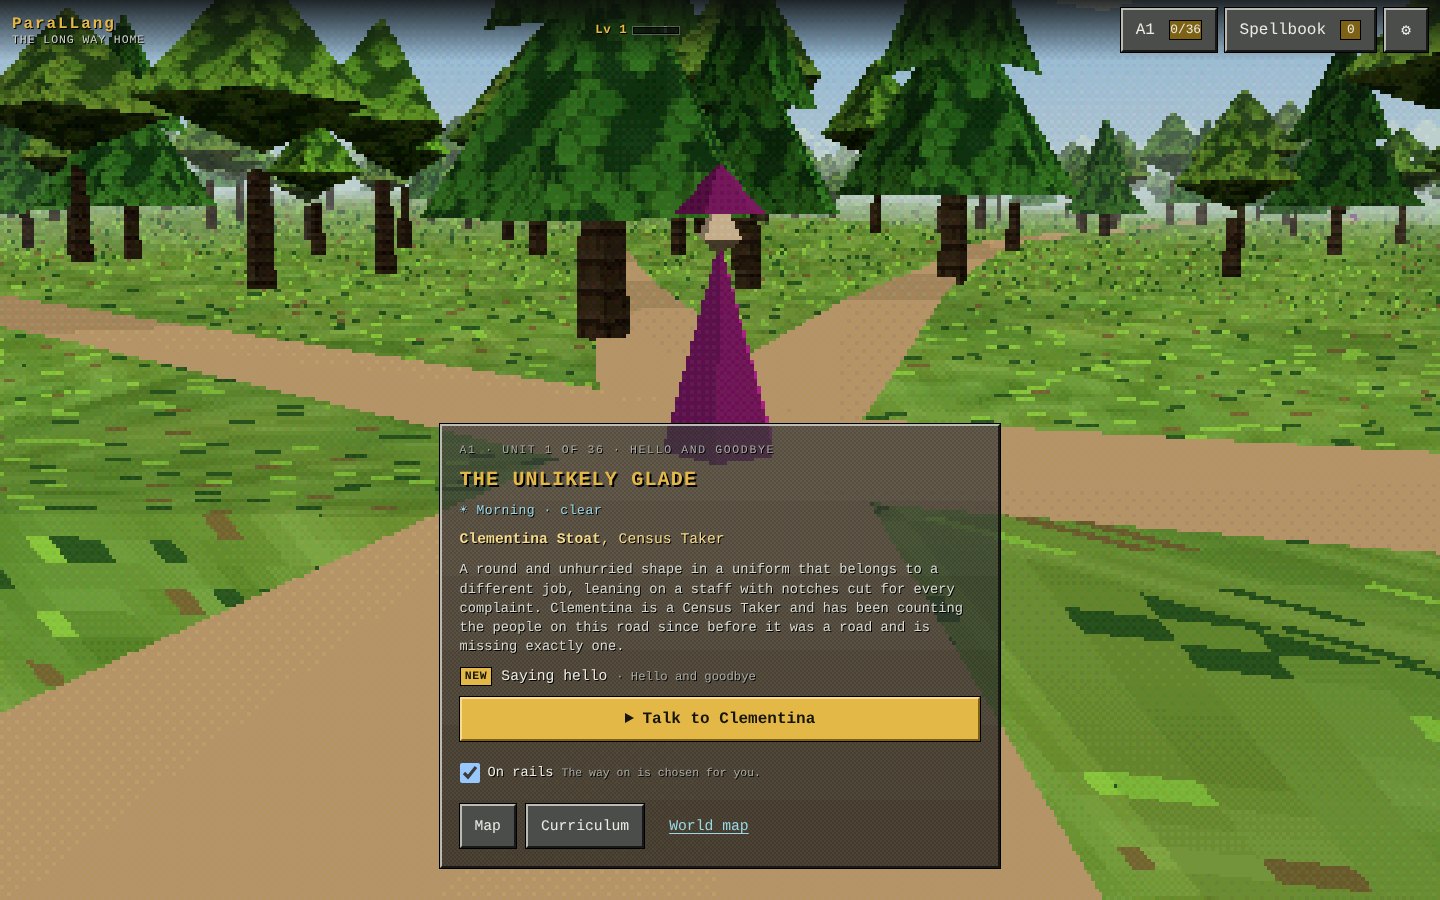 ParaLLang
THE LONG WAY HOME
Lv 1
A1 0/36
Spellbook 0
A1 · UNIT 1 OF 36 · HELLO AND GOODBYE
THE UNLIKELY GLADE
☀ Morning · clear
Clementina Stoat, Census Taker
A round and unhurried shape in a uniform that belongs to a
different job, leaning on a staff with notches cut for every
complaint. Clementina is a Census Taker and has been counting
the people on this road since before it was a road and is
missing exactly one.
NEW Saying hello · Hello and goodbye
▶ Talk to Clementina
On rails The way on is chosen for you.
Map Curriculum World map